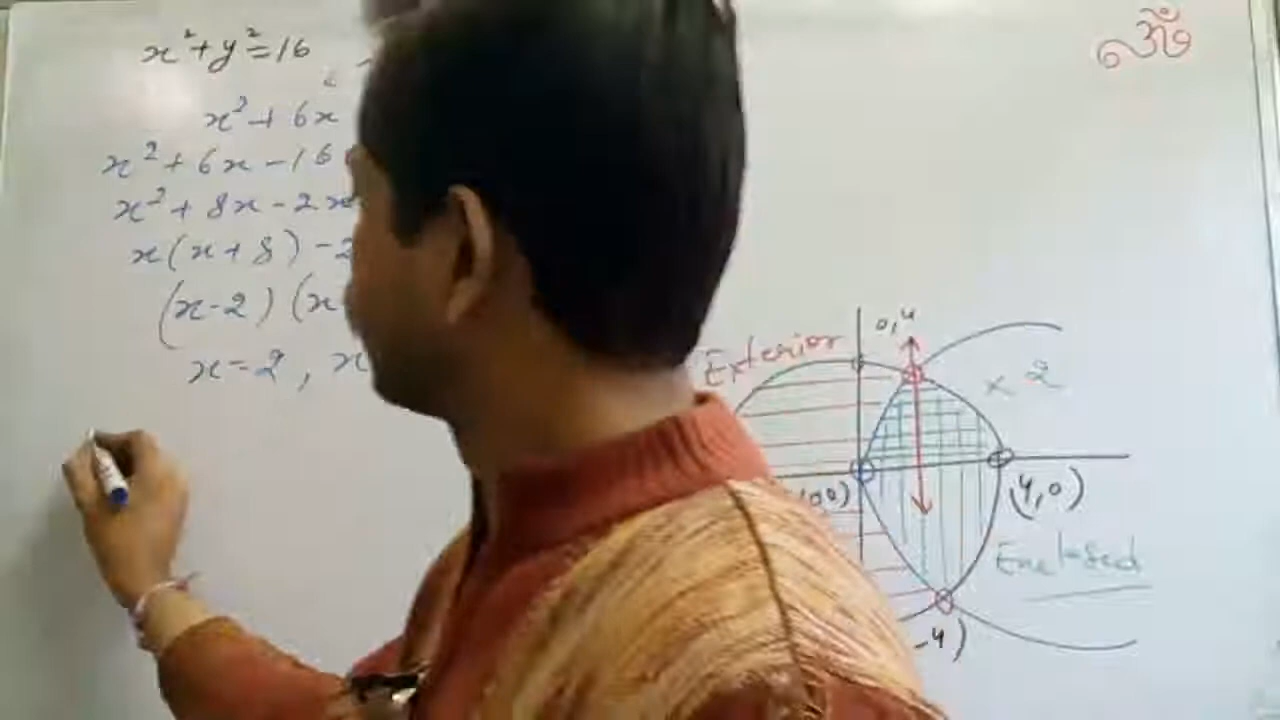 x²+y²=16
x²+6x
x²+6x-16
x²+8x-2x
x(x+8)-2
(x-2)(x
x=2, x
ॐ
Exterior
0,4
x 2
(4,0)
Enclosed
-4)